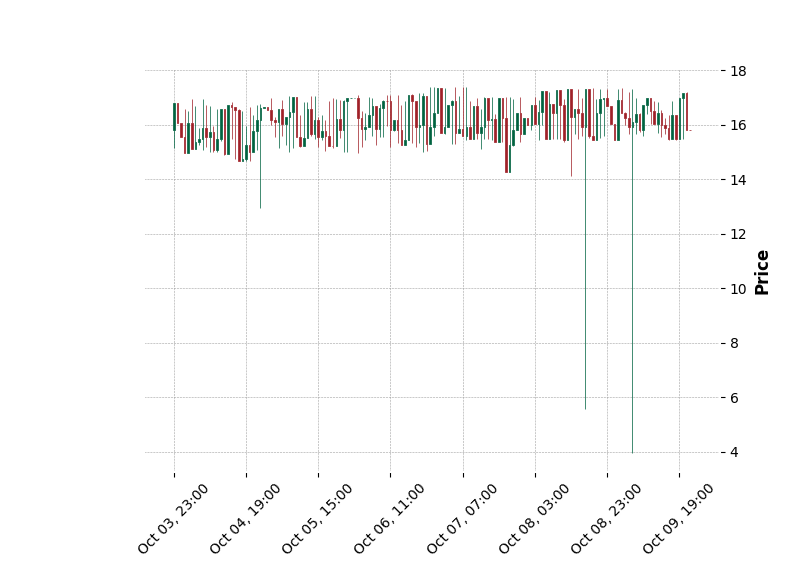 18
16
14
12
10
8
6
4
Price
Oct 03, 23:00
Oct 04, 19:00
Oct 05, 15:00
Oct 06, 11:00
Oct 07, 07:00
Oct 08, 03:00
Oct 08, 23:00
Oct 09, 19:00